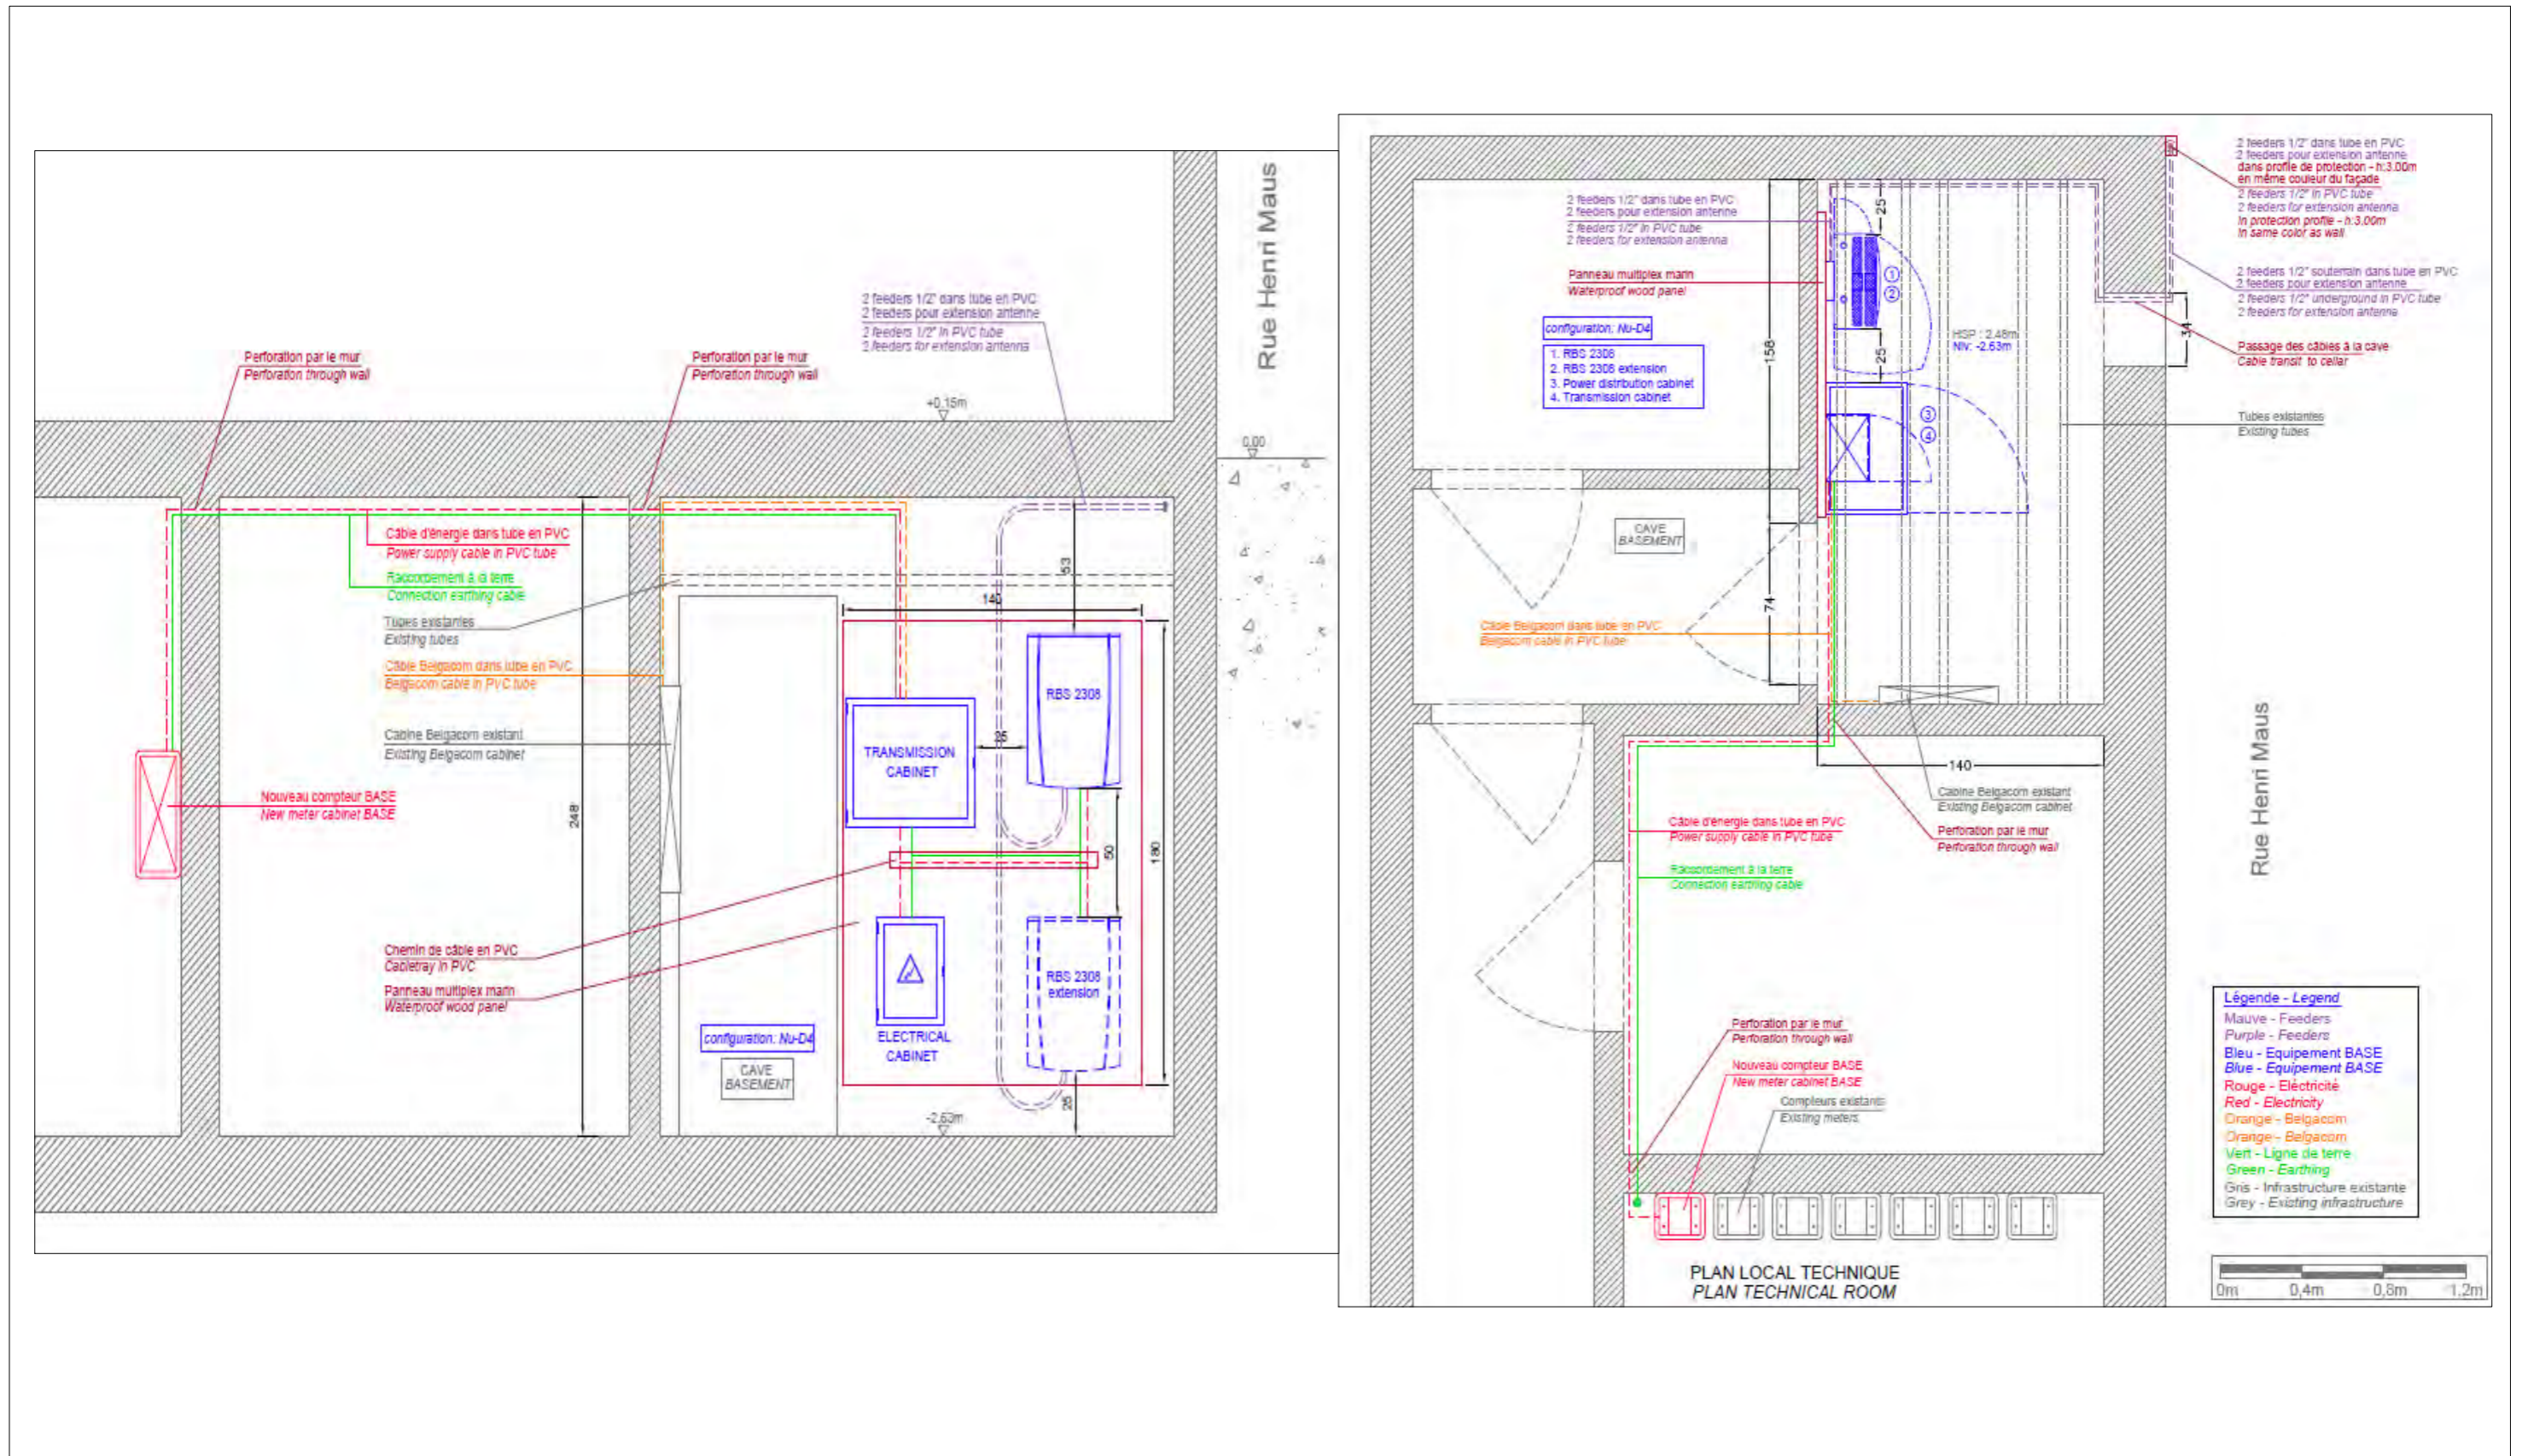 Rue Henri Maus
2 feeders 1/2" dans tube en PVC
2 feeders pour extension antenne
2 feeders 1/2" in PVC tube
2 feeders for extension antenna
Perforation par le mur
Perforation through wall
Perforation par le mur
Perforation through wall
+0.15m
0.00
Câble d'énergie dans tube en PVC
Power supply cable in PVC tube
Raccordement à la terre
Connection earthing cable
Tubes existantes
Existing tubes
Câble Belgacom dans tube en PVC
Belgacom cable in PVC tube
Cabine Belgacom existant
Existing Belgacom cabinet
Nouveau compteur BASE
New meter cabinet BASE
248
53
140
RBS 2308
TRANSMISSION
CABINET
25
50
180
Chemin de câble en PVC
Cabletray in PVC
Panneau multiplex marin
Waterproof wood panel
RBS 2308
extension
ELECTRICAL
CABINET
configuration: Nu-D4
CAVE
BASEMENT
25
-2.63m
2 feeders 1/2" dans tube en PVC
2 feeders pour extension antenne
2 feeders 1/2" in PVC tube
2 feeders for extension antenna
Panneau multiplex marin
Waterproof wood panel
configuration: Nu-D4
1. RBS 2308
2. RBS 2308 extension
3. Power distribution cabinet
4. Transmission cabinet
158
25
1
2
25
3
4
HSP : 2.48m
NIV: -2.63m
34
2 feeders 1/2" dans tube en PVC
2 feeders pour extension antenne
dans profile de protection - h:3.00m
en même couleur du façade
2 feeders 1/2" in PVC tube
2 feeders for extension antenna
in protection profile - h:3.00m
in same color as wall
2 feeders 1/2" souterrain dans tube en PVC
2 feeders pour extension antenne
2 feeders 1/2" underground in PVC tube
2 feeders for extension antenna
Passage des câbles à la cave
Cable transit to cellar
Tubes existantes
Existing tubes
CAVE
BASEMENT
74
Câble Belgacom dans tube en PVC
Belgacom cable in PVC tube
140
Cabine Belgacom existant
Existing Belgacom cabinet
Perforation par le mur
Perforation through wall
Câble d'énergie dans tube en PVC
Power supply cable in PVC tube
Raccordement à la terre
Connection earthing cable
Rue Henri Maus
Perforation par le mur
Perforation through wall
Nouveau compteur BASE
New meter cabinet BASE
Compteurs existants
Existing meters
PLAN LOCAL TECHNIQUE
PLAN TECHNICAL ROOM
Légende - Legend
Mauve - Feeders
Purple - Feeders
Bleu - Equipement BASE
Blue - Equipement BASE
Rouge - Eléctricité
Red - Electricity
Orange - Belgacom
Orange - Belgacom
Vert - Ligne de terre
Green - Earthing
Gris - Infrastructure existante
Grey - Existing infrastructure
0m 0,4m 0,8m 1,2m